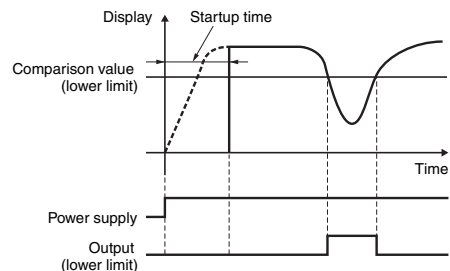 Display
Startup time
Comparison value
(lower limit)
Time
Power supply
Output
(lower limit)